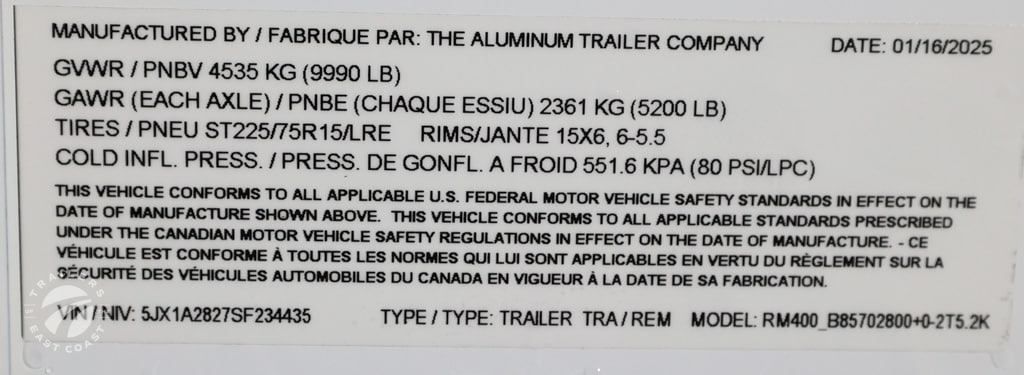 MANUFACTURED BY / FABRIQUE PAR: THE ALUMINUM TRAILER COMPANY DATE: 01/16/2025
GVWR / PNBV 4535 KG (9990 LB)
GAWR (EACH AXLE) / PNBE (CHAQUE ESSIU) 2361 KG (5200 LB)
TIRES / PNEU ST225/75R15/LRE RIMS/JANTE 15X6, 6-5.5
COLD INFL. PRESS. / PRESS. DE GONFL. A FROID 551.6 KPA (80 PSI/LPC)
THIS VEHICLE CONFORMS TO ALL APPLICABLE U.S. FEDERAL MOTOR VEHICLE SAFETY STANDARDS IN EFFECT ON THE
DATE OF MANUFACTURE SHOWN ABOVE. THIS VEHICLE CONFORMS TO ALL APPLICABLE STANDARDS PRESCRIBED
UNDER THE CANADIAN MOTOR VEHICLE SAFETY REGULATIONS IN EFFECT ON THE DATE OF MANUFACTURE. - CE
VÉHICULE EST CONFORME À TOUTES LES NORMES QUI LUI SONT APPLICABLES EN VERTU DU RÈGLEMENT SUR LA
SÉCURITÉ DES VÉHICULES AUTOMOBILES DU CANADA EN VIGUEUR À LA DATE DE SA FABRICATION.
VIN / NIV: 5JX1A2827SF234435 TYPE / TYPE: TRAILER TRA / REM MODEL: RM400_B85702800+0-2T5.2K
TRAILERS
EAST COAST